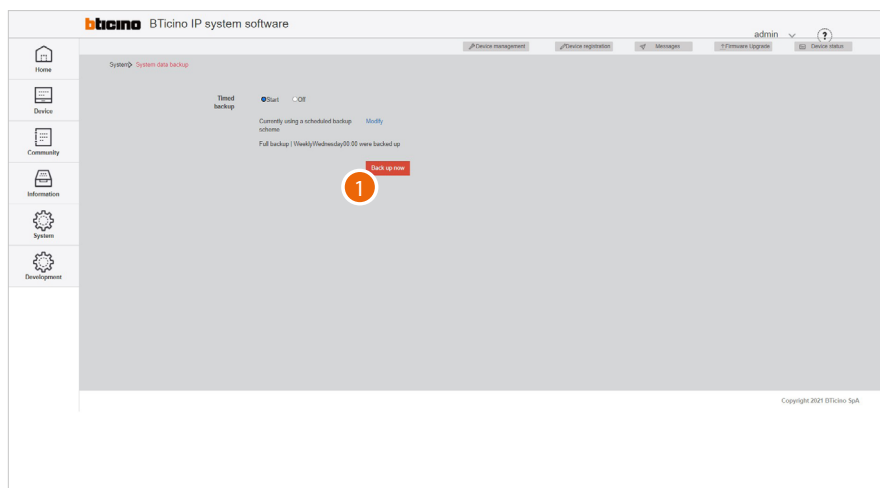 bticino BTicino IP system software
admin ?
Device management Device registration Messages Firmware Upgrade Device status
Home
System> System data backup
Device
Timed backup Start Off
Currently using a scheduled backup scheme Modify
Full backup | WeeklyWednesday00:00 were backed up
Community
Back up now
1
Information
System
Development
Copyright 2021 BTicino SpA